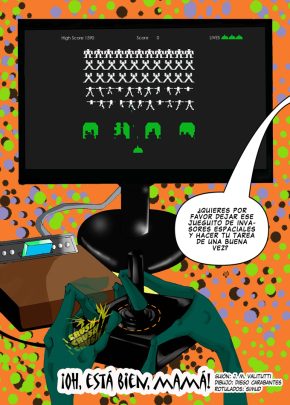 High Score 1590 Score 0 LIVES
¿QUIERES POR
FAVOR DEJAR ESE
JUEGUITO DE INVA-
SORES ESPACIALES
Y HACER TU TAREA
DE UNA BUENA
VEZ?
¡OH, ESTÁ BIEN, MAMÁ!
GUIÓN: J. M. VALITUTTI
DIBUJO: DIEGO CARABANTES
ROTULADOS: SIMUD